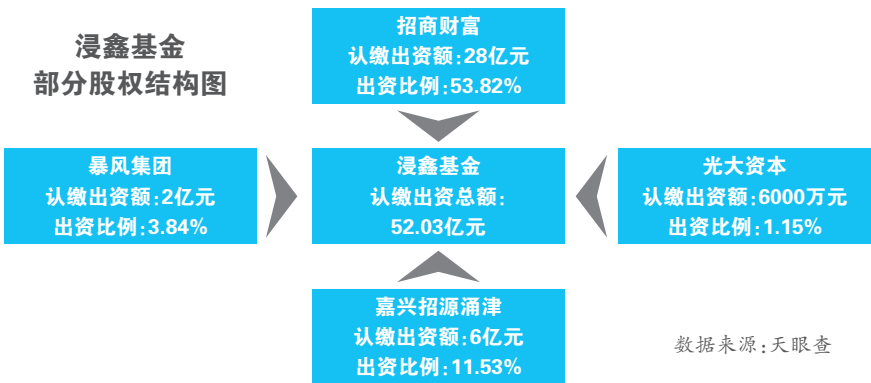 浸鑫基金
部分股权结构图
招商财富
认缴出资额:28亿元
出资比例:53.82%
暴风集团
认缴出资额:2亿元
出资比例:3.84%
浸鑫基金
认缴出资总额:
52.03亿元
光大资本
认缴出资额:6000万元
出资比例:1.15%
嘉兴招源涌津
认缴出资额:6亿元
出资比例:11.53%
数据来源:天眼查